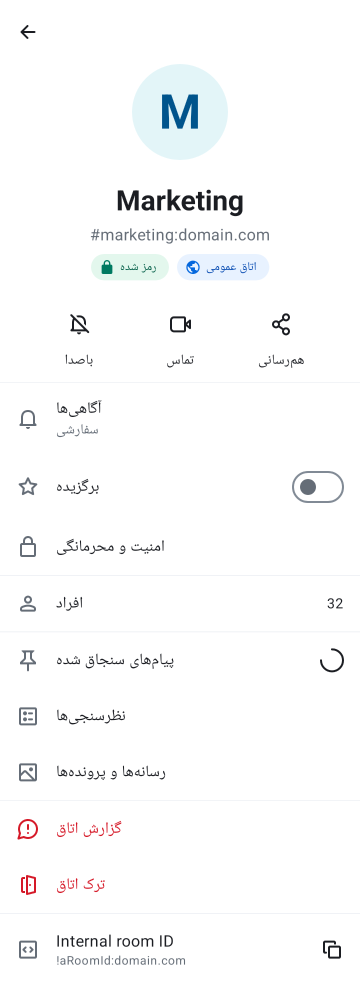 M
Marketing
#marketing:domain.com
رمز شده
اتاق عمومی
باصدا
تماس
هم‌رسانی
آگاهی‌ها
سفارشی
برگزیده
امنیت و محرمانگی
افراد
32
پیام‌های سنجاق شده
نظرسنجی‌ها
رسانه‌ها و پرونده‌ها
گزارش اتاق
ترک اتاق
Internal room ID
!aRoomId:domain.com